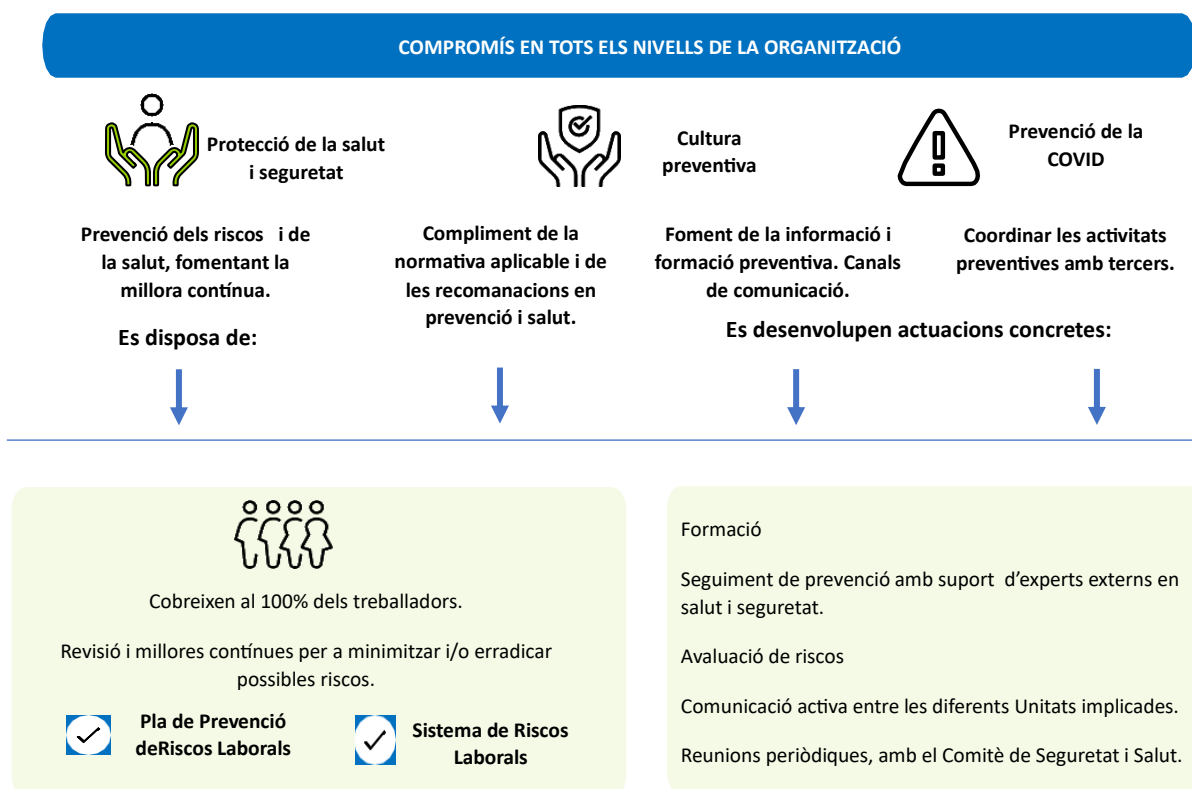 COMPROMÍS EN TOTS ELS NIVELLS DE LA ORGANITZACIÓ
Protecció de la salut
i seguretat
Cultura
preventiva
Prevenció de la
COVID
Prevenció dels riscos i de
la salut, fomentant la
millora contínua.
Compliment de la
normativa aplicable i de
les recomanacions en
prevenció i salut.
Foment de la informació i
formació preventiva. Canals
de comunicació.
Coordinar les activitats
preventives amb tercers.
Es disposa de:
Es desenvolupen actuacions concretes:
Cobreixen al 100% dels treballadors.
Revisió i millores contínues per a minimitzar i/o erradicar
possibles riscos.
Pla de Prevenció
deRiscos Laborals
Sistema de Riscos
Laborals
Formació
Seguiment de prevenció amb suport d’experts externs en
salut i seguretat.
Avaluació de riscos
Comunicació activa entre les diferents Unitats implicades.
Reunions periòdiques, amb el Comitè de Seguretat i Salut.